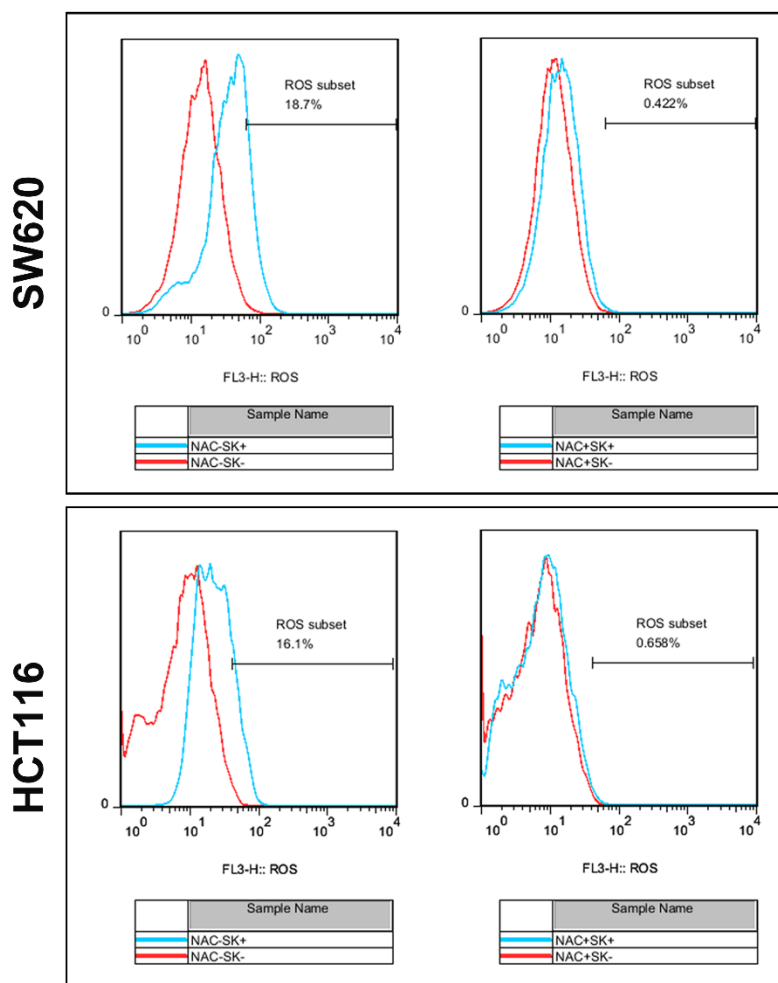 SW620
ROS subset
18.7%
0
10^0 10^1 10^2 10^3 10^4
FL3-H:: ROS
Sample Name
NAC-SK+
NAC-SK-
ROS subset
0.422%
0
10^0 10^1 10^2 10^3 10^4
FL3-H:: ROS
Sample Name
NAC+SK+
NAC+SK-
HCT116
ROS subset
16.1%
0
10^0 10^1 10^2 10^3 10^4
FL3-H:: ROS
Sample Name
NAC-SK+
NAC-SK-
ROS subset
0.658%
0
10^0 10^1 10^2 10^3 10^4
FL3-H:: ROS
Sample Name
NAC+SK+
NAC+SK-